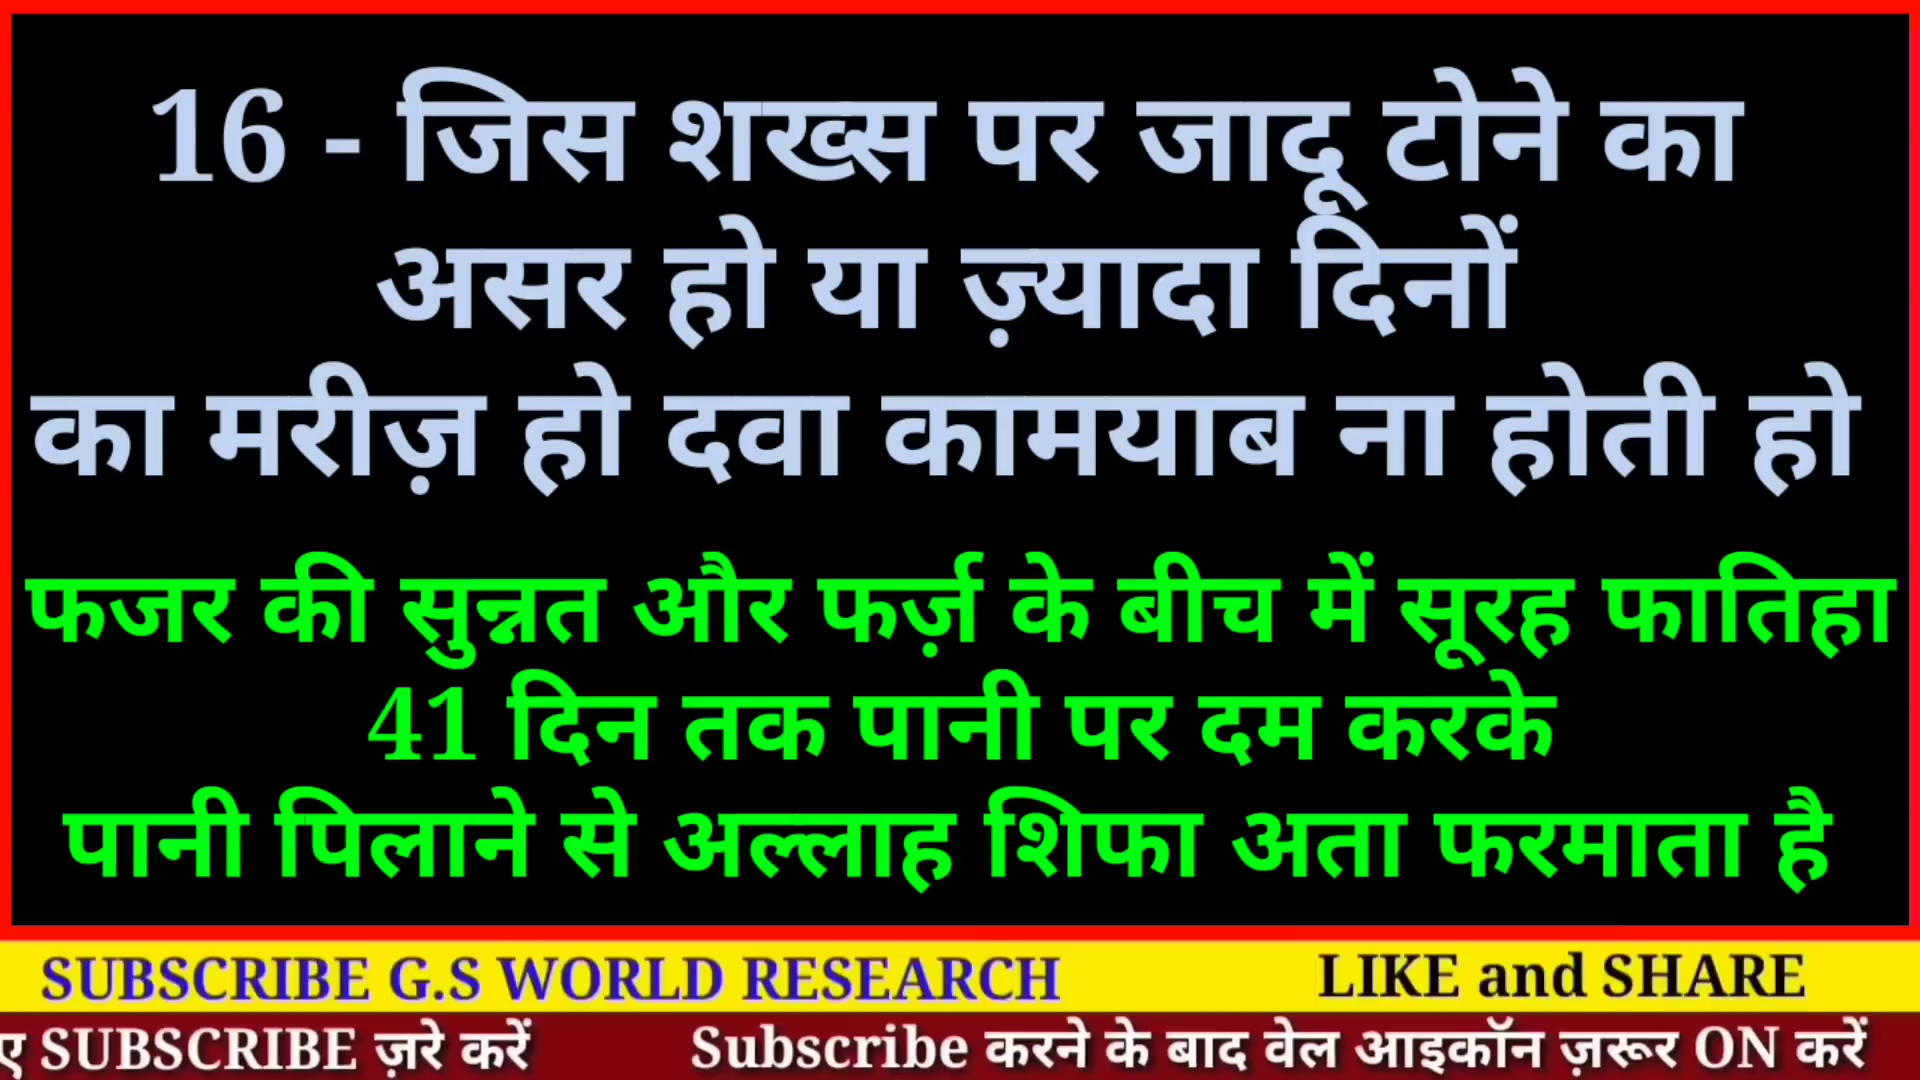 16 - जिस शख्स पर जादू टोने का
असर हो या ज़्यादा दिनों
का मरीज़ हो दवा कामयाब ना होती हो
फजर की सुन्नत और फर्ज़ के बीच में सूरह फातिहा
41 दिन तक पानी पर दम करके
पानी पिलाने से अल्लाह शिफा अता फरमाता है
SUBSCRIBE G.S WORLD RESEARCH LIKE and SHARE
ए SUBSCRIBE ज़रे करें Subscribe करने के बाद वेल आइकॉन ज़रूर ON करें